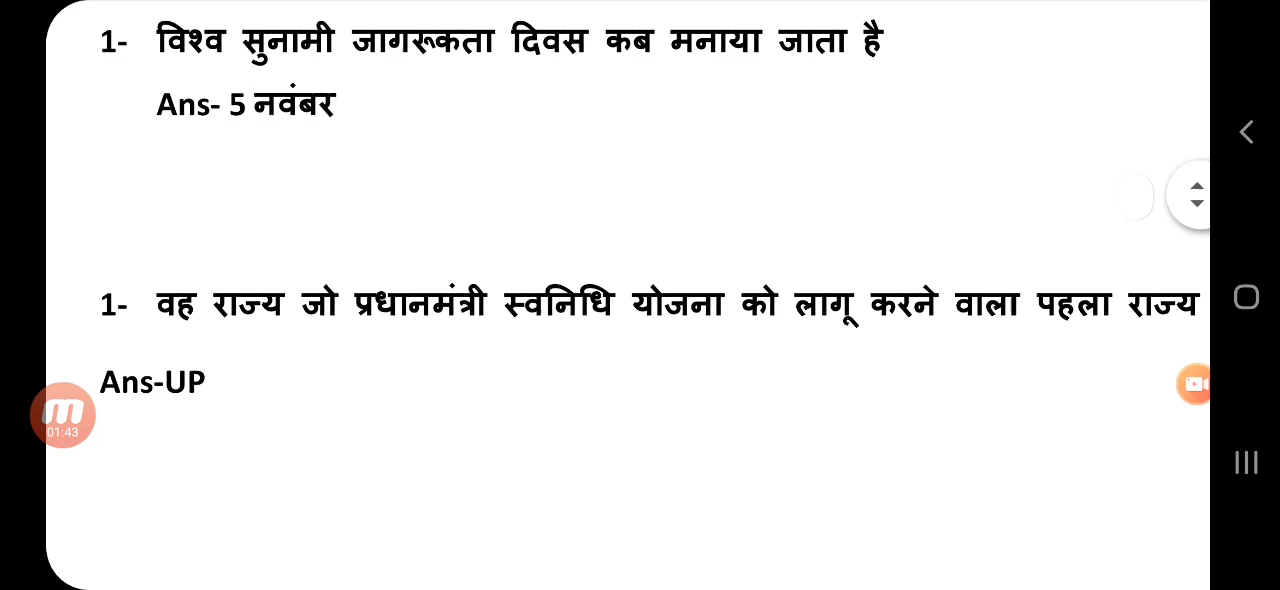 1- विश्व सुनामी जागरूकता दिवस कब मनाया जाता है
Ans- 5 नवंबर
1- वह राज्य जो प्रधानमंत्री स्वनिधि योजना को लागू करने वाला पहला राज्य
Ans-UP
m
01:43